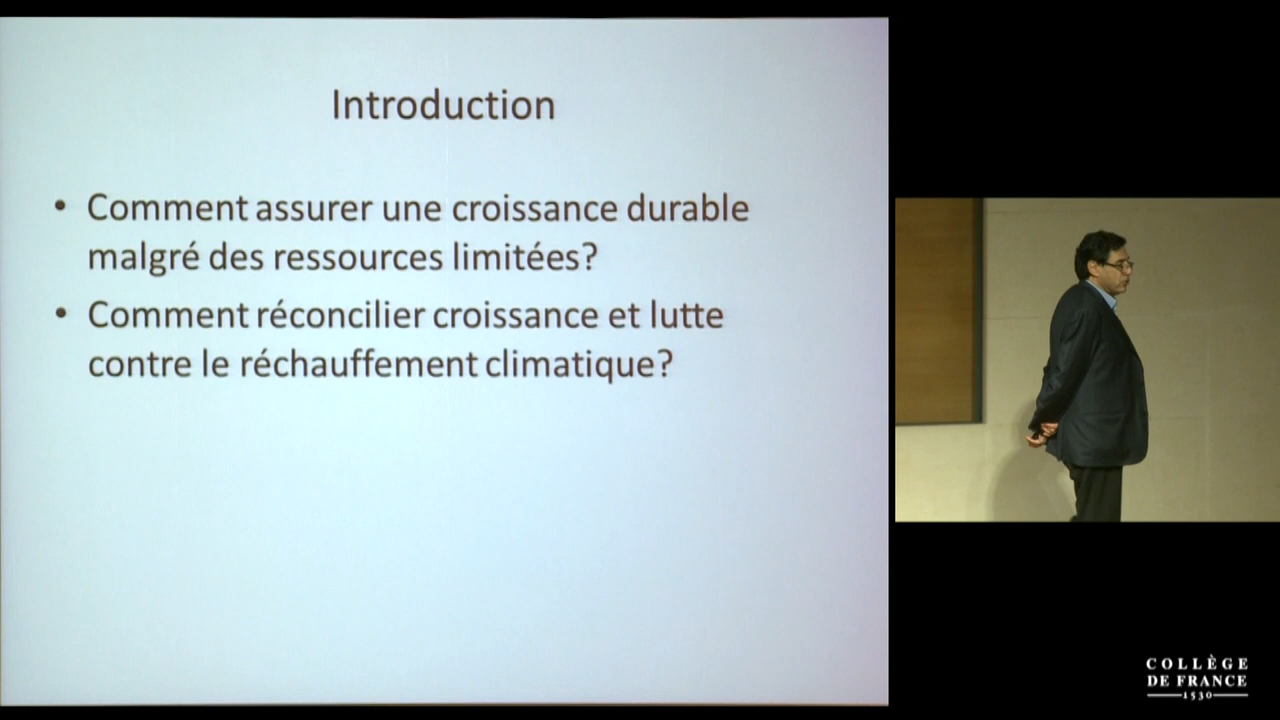 Introduction
• Comment assurer une croissance durable
malgré des ressources limitées?
• Comment réconcilier croissance et lutte
contre le réchauffement climatique?
COLLÈGE
DE FRANCE
1530